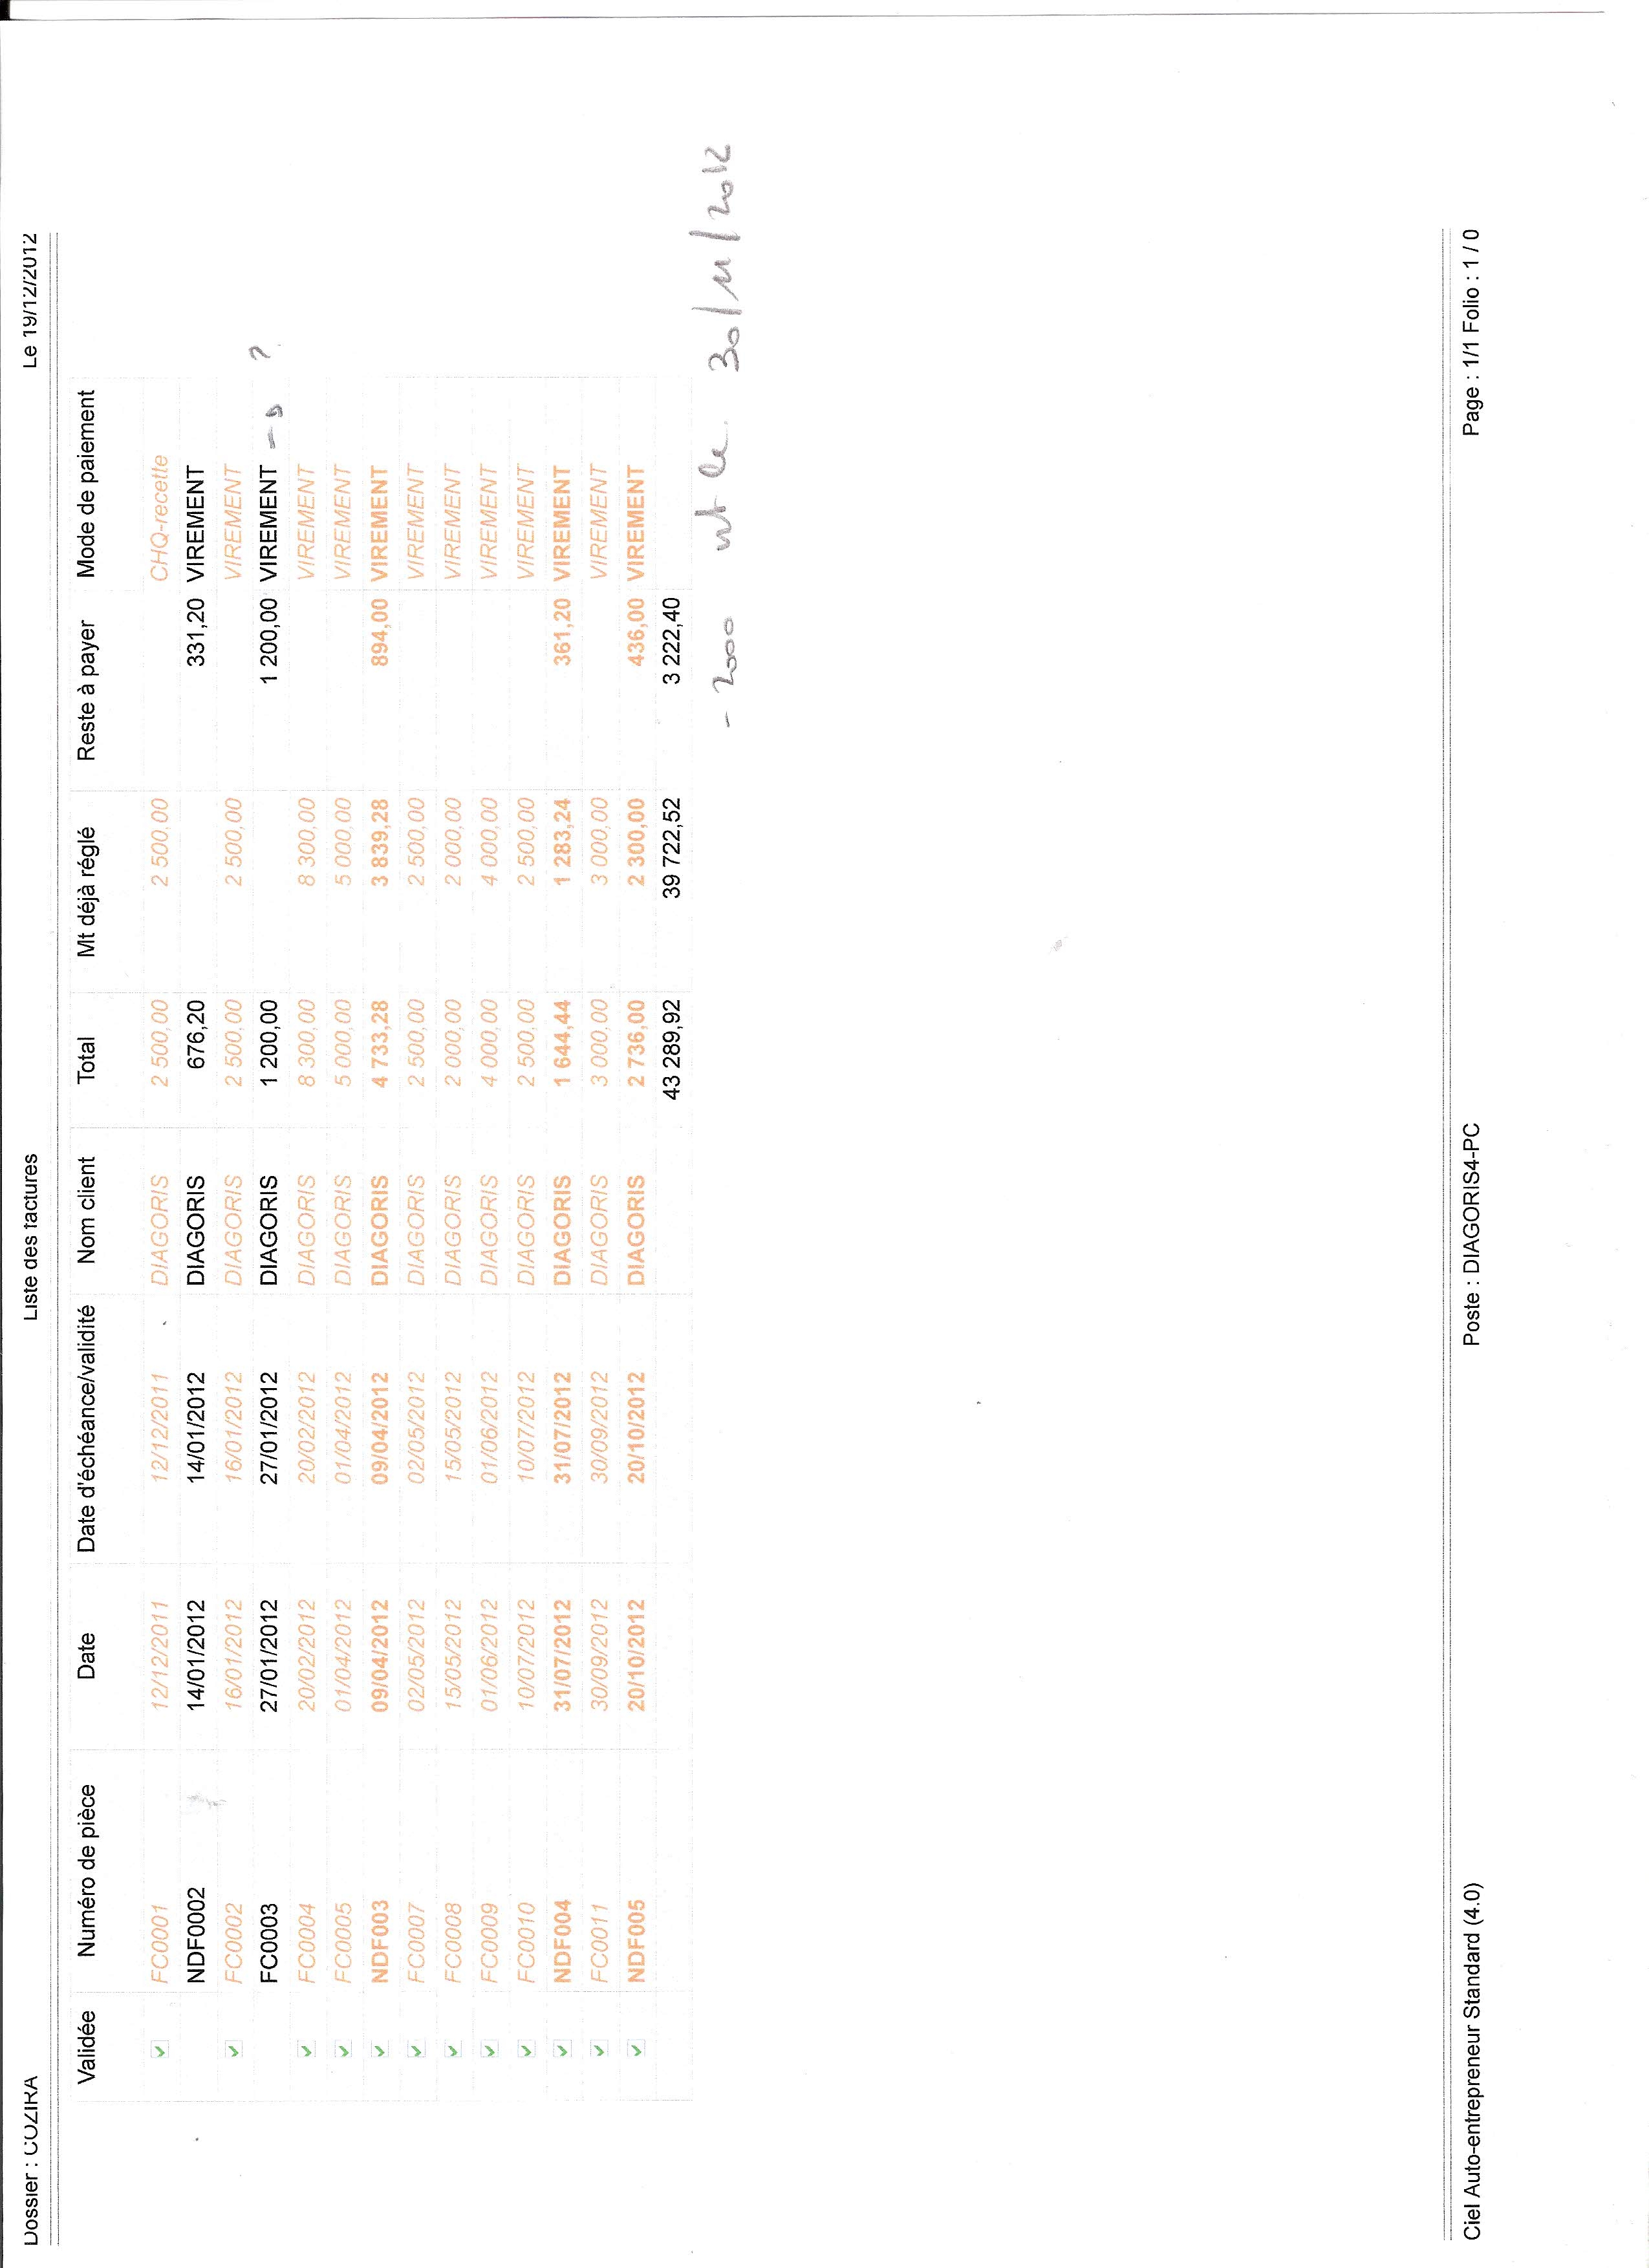 Dossier : COZIRA Liste des factures Le 19/12/2012
Validée Numéro de pièce Date Date d'échéance/validité Nom client Total Mt déjà réglé Reste à payer Mode de paiement
FC0001 12/12/2011 12/12/2011 DIAGORIS 2 500,00 2 500,00 CHQ-recette
NDF0002 14/01/2012 14/01/2012 DIAGORIS 676,20 331,20 VIREMENT
FC0002 16/01/2012 16/01/2012 DIAGORIS 2 500,00 2 500,00 VIREMENT
FC0003 27/01/2012 27/01/2012 DIAGORIS 1 200,00 1 200,00 VIREMENT ?
FC0004 20/02/2012 20/02/2012 DIAGORIS 8 300,00 8 300,00 VIREMENT
FC0005 01/04/2012 01/04/2012 DIAGORIS 5 000,00 5 000,00 VIREMENT
NDF003 09/04/2012 09/04/2012 DIAGORIS 4 733,28 3 839,28 894,00 VIREMENT
FC0007 02/05/2012 02/05/2012 DIAGORIS 2 500,00 2 500,00 VIREMENT
FC0008 15/05/2012 15/05/2012 DIAGORIS 2 000,00 2 000,00 VIREMENT
FC0009 01/06/2012 01/06/2012 DIAGORIS 4 000,00 4 000,00 VIREMENT
FC0010 10/07/2012 10/07/2012 DIAGORIS 2 500,00 2 500,00 VIREMENT
NDF004 31/07/2012 31/07/2012 DIAGORIS 1 644,44 1 283,24 361,20 VIREMENT
FC0011 30/09/2012 30/09/2012 DIAGORIS 3 000,00 3 000,00 VIREMENT
NDF005 20/10/2012 20/10/2012 DIAGORIS 2 736,00 2 300,00 436,00 VIREMENT
43 289,92 39 722,52 3 222,40
- 2000 vt le 30/11/2012
Ciel Auto-entrepreneur Standard (4.0) Poste : DIAGORIS4-PC Page : 1/1 Folio : 1 / 0